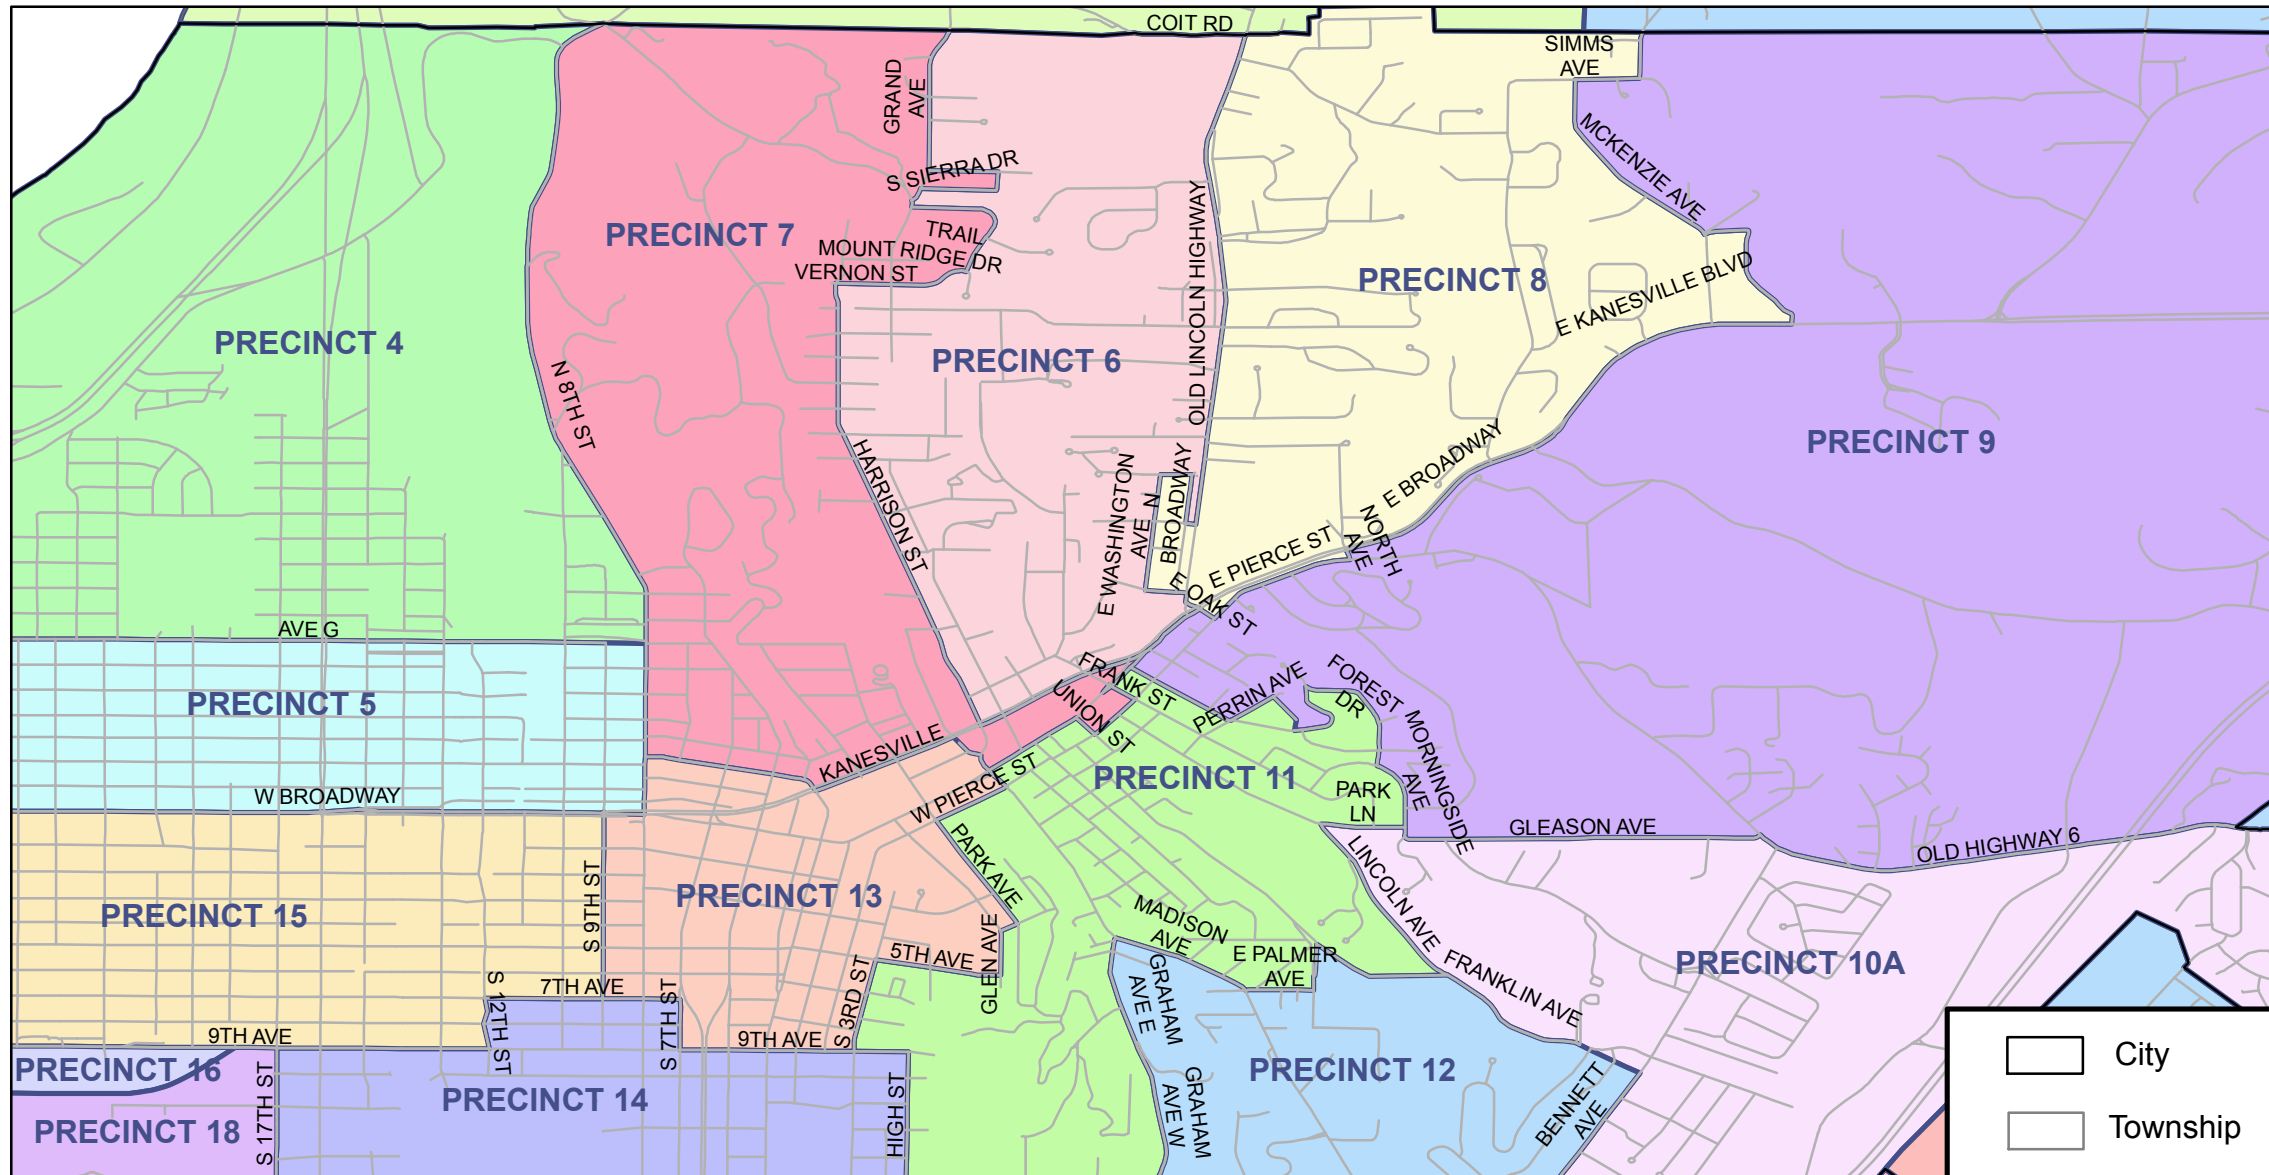 COIT RD
SIMMS
AVE
GRAND
AVE
MCKENZIE AVE
S SIERRA DR
PRECINCT 7
TRAIL
MOUNT RIDGE DR
VERNON ST
OLD LINCOLN HIGHWAY
PRECINCT 8
E KANESVILLE BLVD
PRECINCT 4
PRECINCT 6
N 8TH ST
PRECINCT 9
HARRISON ST
E BROADWAY
E WASHINGTON
AVE N
BROADWAY
NORTH
AVE
E PIERCE ST
E OAK ST
AVE G
PRECINCT 5
FRANK ST
UNION ST
PERRIN AVE
FOREST
DR
MORNINGSIDE
AVE
KANESVILLE
W PIERCE ST
PRECINCT 11
PARK
LN
W BROADWAY
GLEASON AVE
OLD HIGHWAY 6
PARK AVE
LINCOLN AVE
S 9TH ST
PRECINCT 13
PRECINCT 15
MADISON
AVE
E PALMER
AVE
5TH AVE
GLEN AVE
FRANKLIN AVE
PRECINCT 10A
7TH AVE
S 12TH ST
S 7TH ST
S 3RD ST
GRAHAM
AVE E
9TH AVE
9TH AVE
PRECINCT 16
PRECINCT 14
PRECINCT 12
PRECINCT 18
S 17TH ST
HIGH ST
GRAHAM
AVE W
BENNETT
AVE
City
Township